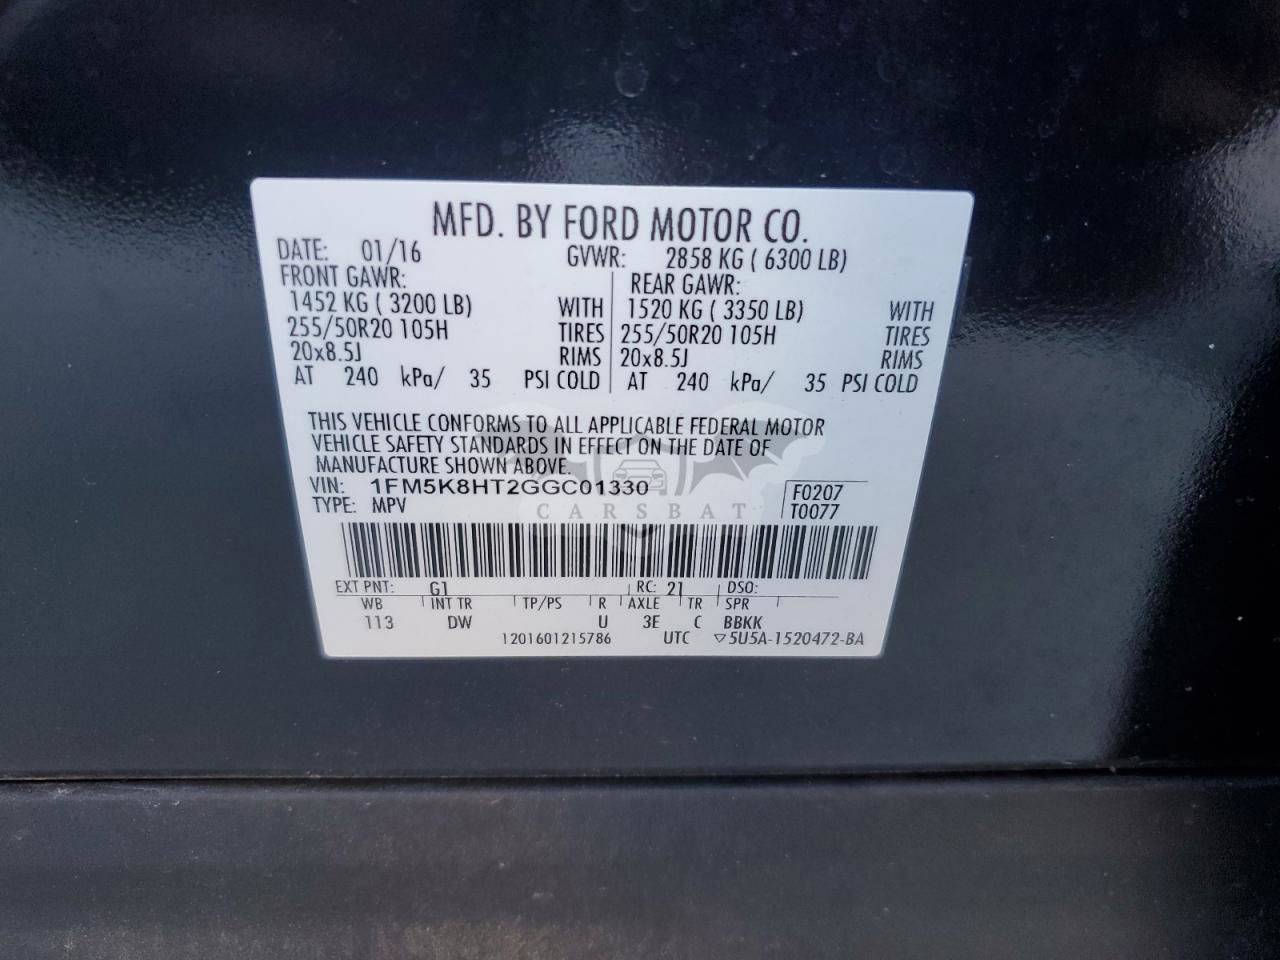 MFD. BY FORD MOTOR CO.
DATE: 01/16 GVWR: 2858 KG ( 6300 LB)
FRONT GAWR: REAR GAWR:
1452 KG ( 3200 LB) WITH 1520 KG ( 3350 LB) WITH
255/50R20 105H TIRES 255/50R20 105H TIRES
20x8.5J RIMS 20x8.5J RIMS
AT 240 kPa/ 35 PSI COLD AT 240 kPa/ 35 PSI COLD
THIS VEHICLE CONFORMS TO ALL APPLICABLE FEDERAL MOTOR
VEHICLE SAFETY STANDARDS IN EFFECT ON THE DATE OF
MANUFACTURE SHOWN ABOVE.
VIN: 1FM5K8HT2GGC01330 F0207
TYPE: MPV T0077
CARSBAT
EXT PNT: G1 RC: 21 DSO:
WB INT TR TP/PS R AXLE TR SPR
113 DW U 3E C BBKK
1201601215786 UTC ▽5U5A-1520472-BA